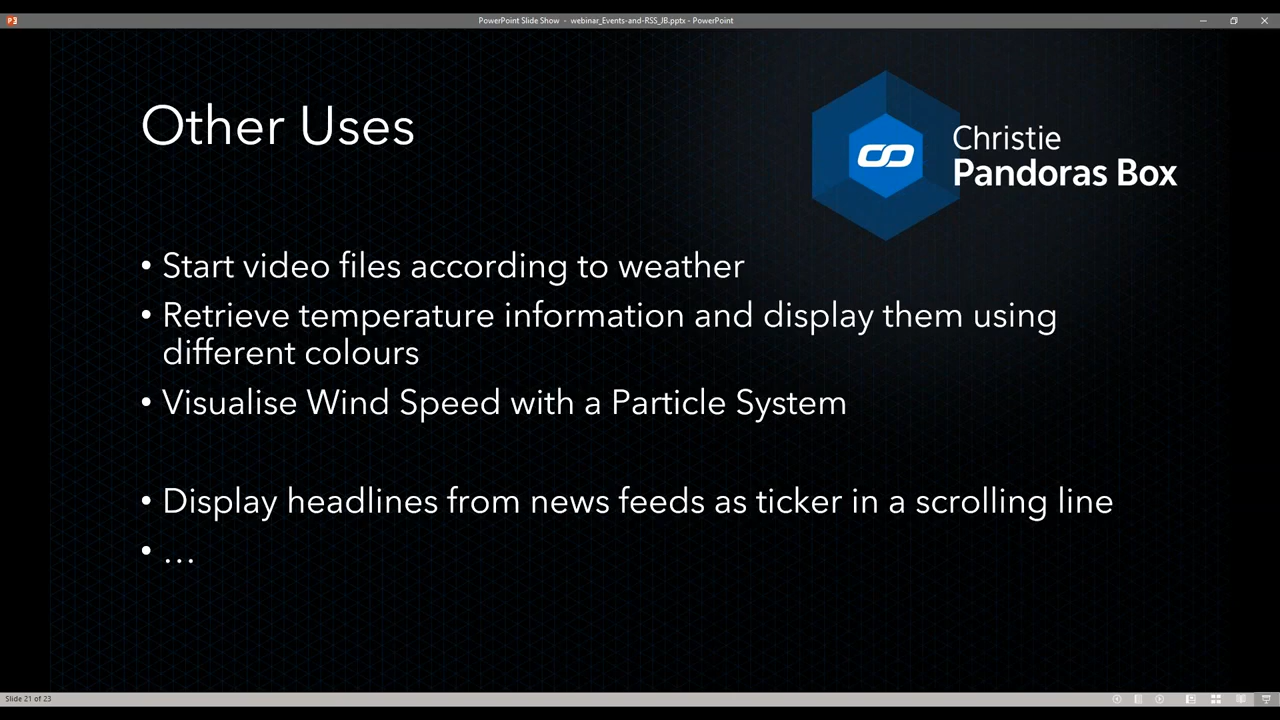 PowerPoint Slide Show - webinar_Events-and-RSS_JB.pptx - PowerPoint
Other Uses
Christie
Pandoras Box
• Start video files according to weather
• Retrieve temperature information and display them using
different colours
• Visualise Wind Speed with a Particle System
• Display headlines from news feeds as ticker in a scrolling line
• ...
Slide 21 of 23